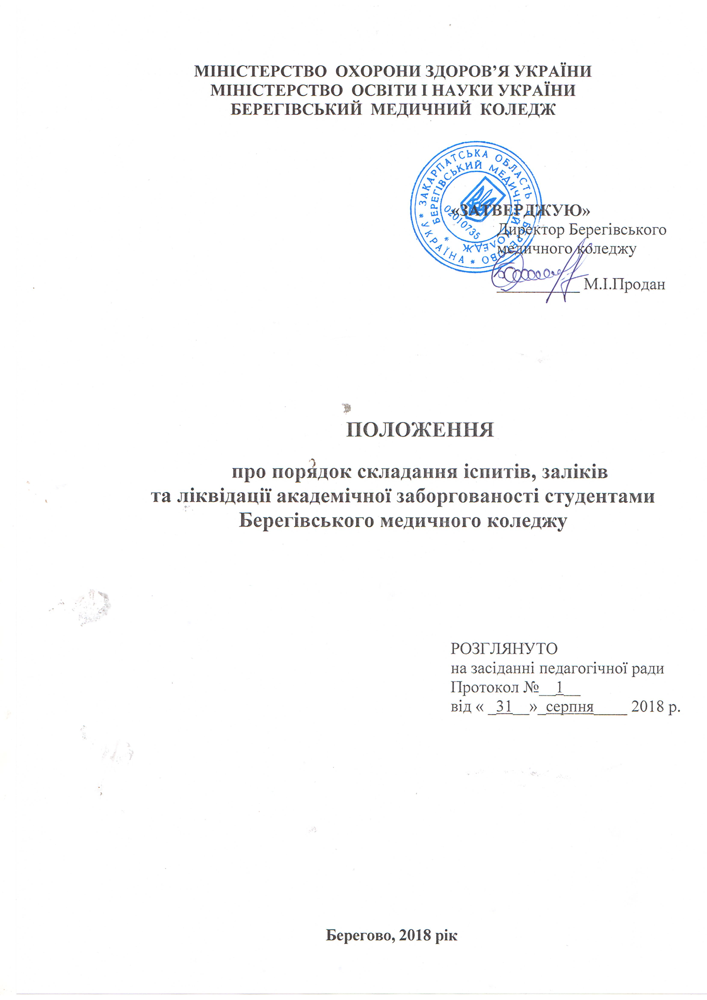 МІНІСТЕРСТВО ОХОРОНИ ЗДОРОВ’Я УКРАЇНИ
МІНІСТЕРСТВО ОСВІТИ І НАУКИ УКРАЇНИ
БЕРЕГІВСЬКИЙ МЕДИЧНИЙ КОЛЕДЖ
* УКРАЇНА * ЗАКАРПАТСЬКА ОБЛАСТЬ * БЕРЕГОВО
* БЕРЕГІВСЬКИЙ МЕДИЧНИЙ КОЛЕДЖ
02010735
«ЗАТВЕРДЖУЮ»
Директор Берегівського
медичного коледжу
__________ М.І.Продан
ПОЛОЖЕННЯ
про порядок складання іспитів, заліків
та ліквідації академічної заборгованості студентами
Берегівського медичного коледжу
РОЗГЛЯНУТО
на засіданні педагогічної ради
Протокол №__1__
від « _31__»_серпня____ 2018 р.
Берегово, 2018 рік